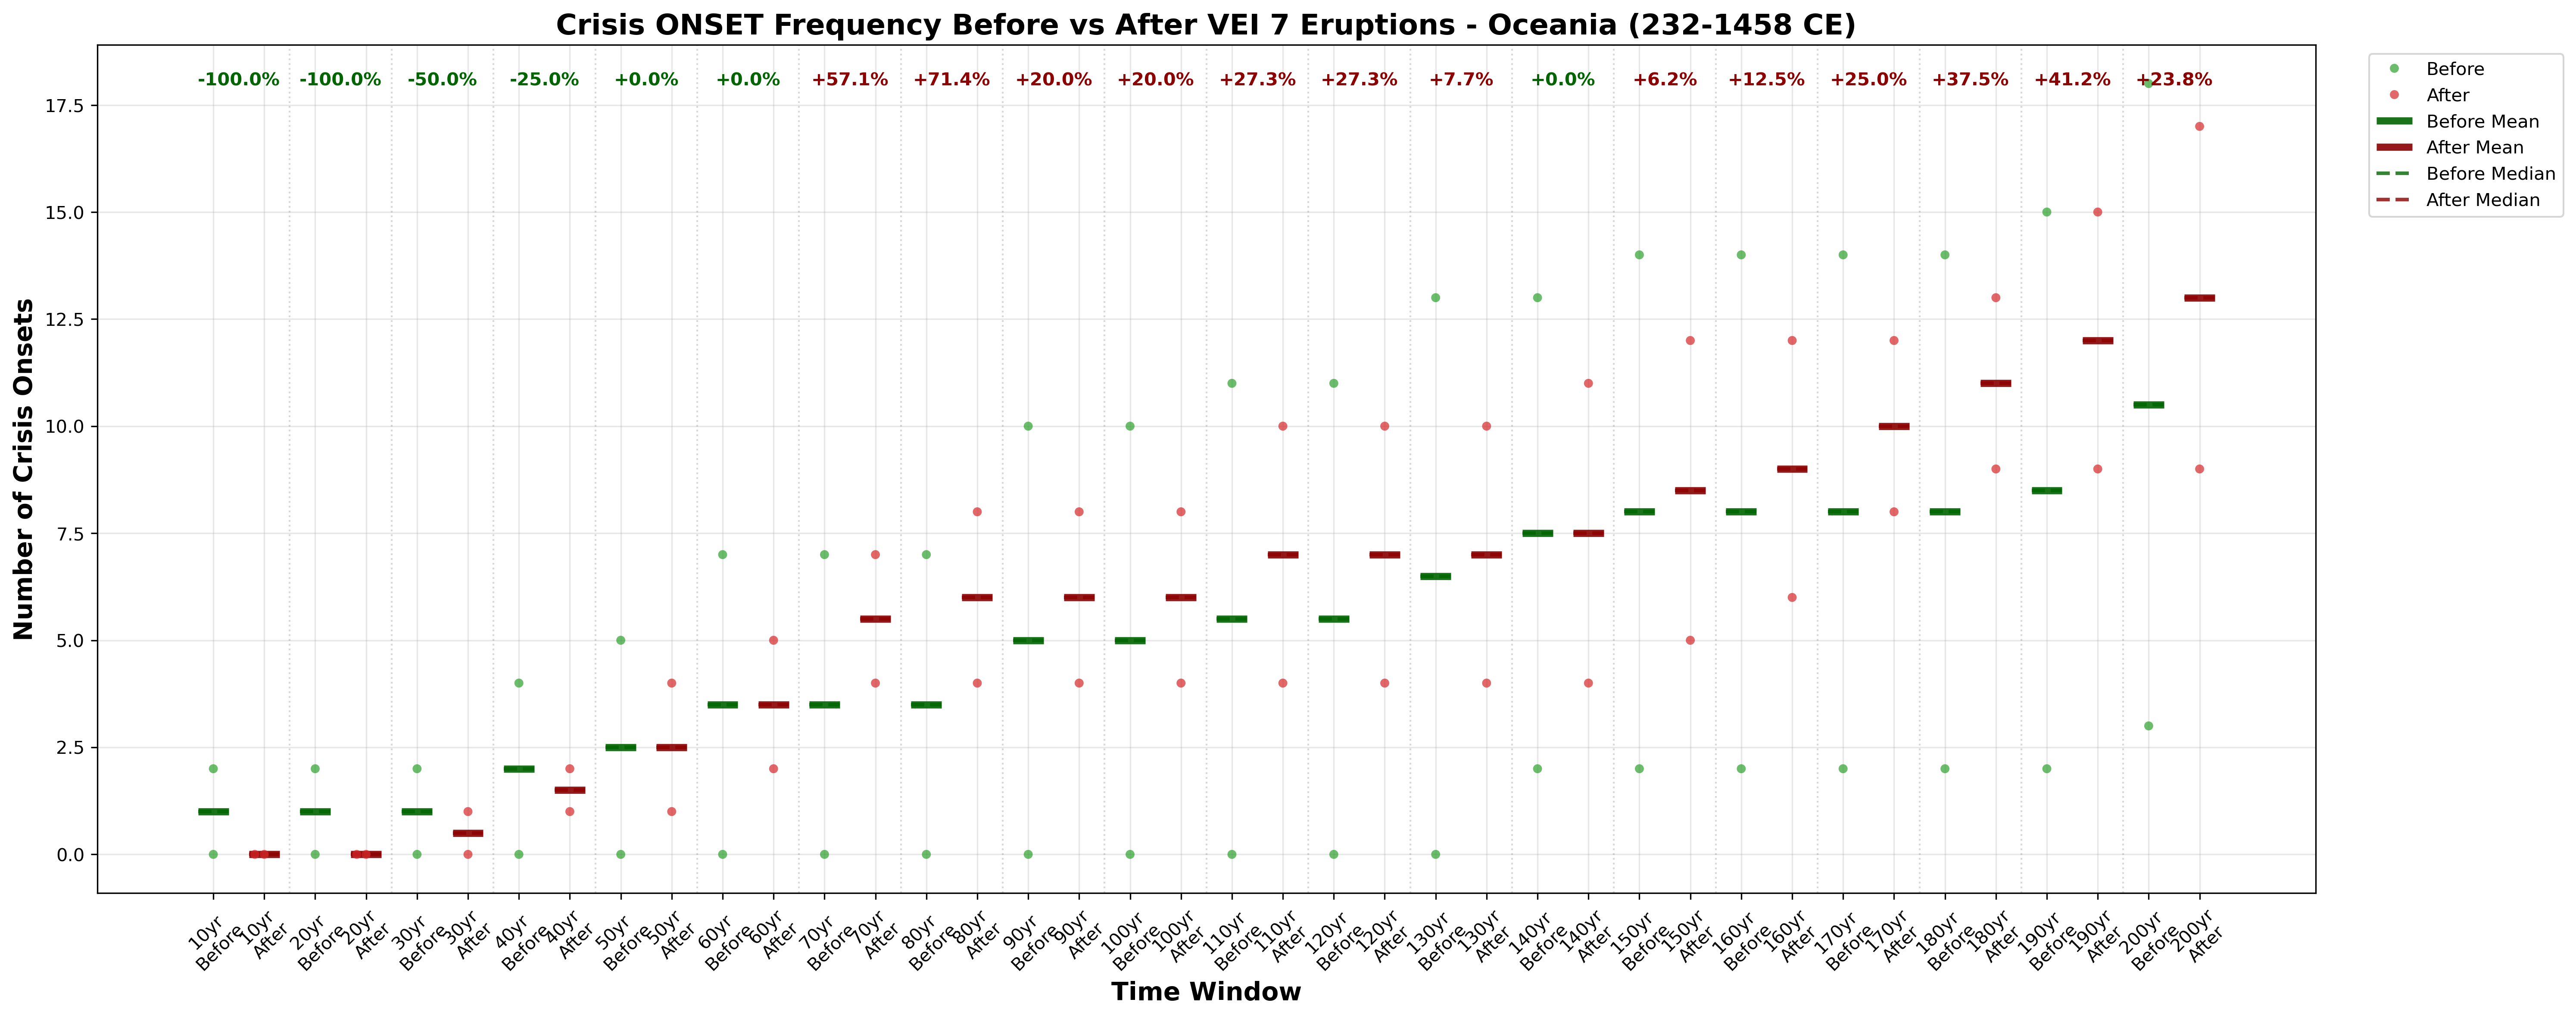 Crisis ONSET Frequency Before vs After VEI 7 Eruptions - Oceania (232-1458 CE)
-100.0%
-100.0%
-50.0%
-25.0%
+0.0%
+0.0%
+57.1%
+71.4%
+20.0%
+20.0%
+27.3%
+27.3%
+7.7%
+0.0%
+6.2%
+12.5%
+25.0%
+37.5%
+41.2%
+23.8%
Before
After
Before Mean
After Mean
Before Median
After Median
Number of Crisis Onsets
17.5
15.0
12.5
10.0
7.5
5.0
2.5
0.0
10yr
Before
10yr
After
20yr
Before
20yr
After
30yr
Before
30yr
After
40yr
Before
40yr
After
50yr
Before
50yr
After
60yr
Before
60yr
After
70yr
Before
70yr
After
80yr
Before
80yr
After
90yr
Before
90yr
After
100yr
Before
100yr
After
110yr
Before
110yr
After
120yr
Before
120yr
After
130yr
Before
130yr
After
140yr
Before
140yr
After
150yr
Before
150yr
After
160yr
Before
160yr
After
170yr
Before
170yr
After
180yr
Before
180yr
After
190yr
Before
190yr
After
200yr
Before
200yr
After
Time Window